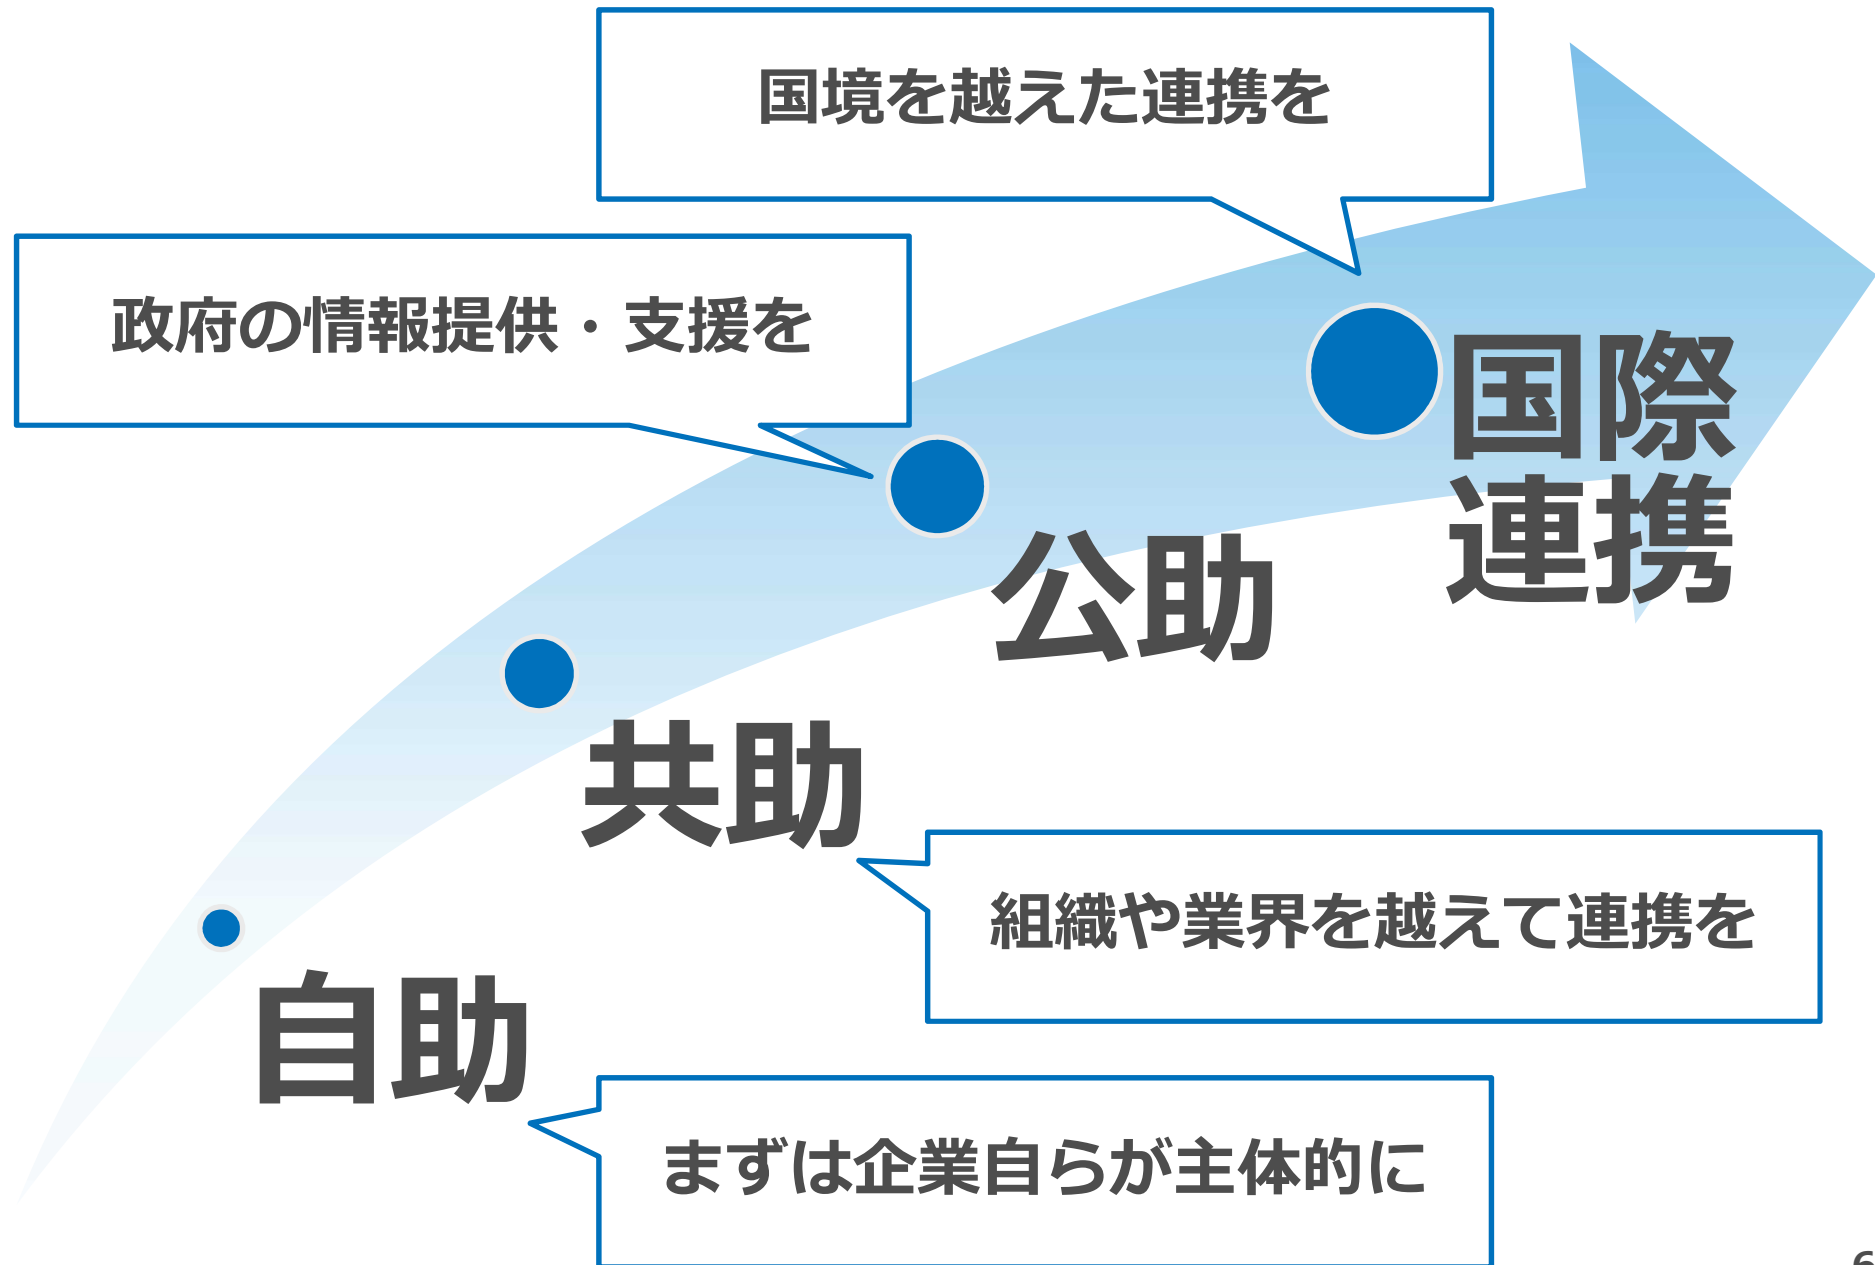 国境を越えた連携を
政府の情報提供・支援を
国際
連携
公助
共助
組織や業界を越えて連携を
自助
まずは企業自らが主体的に
6